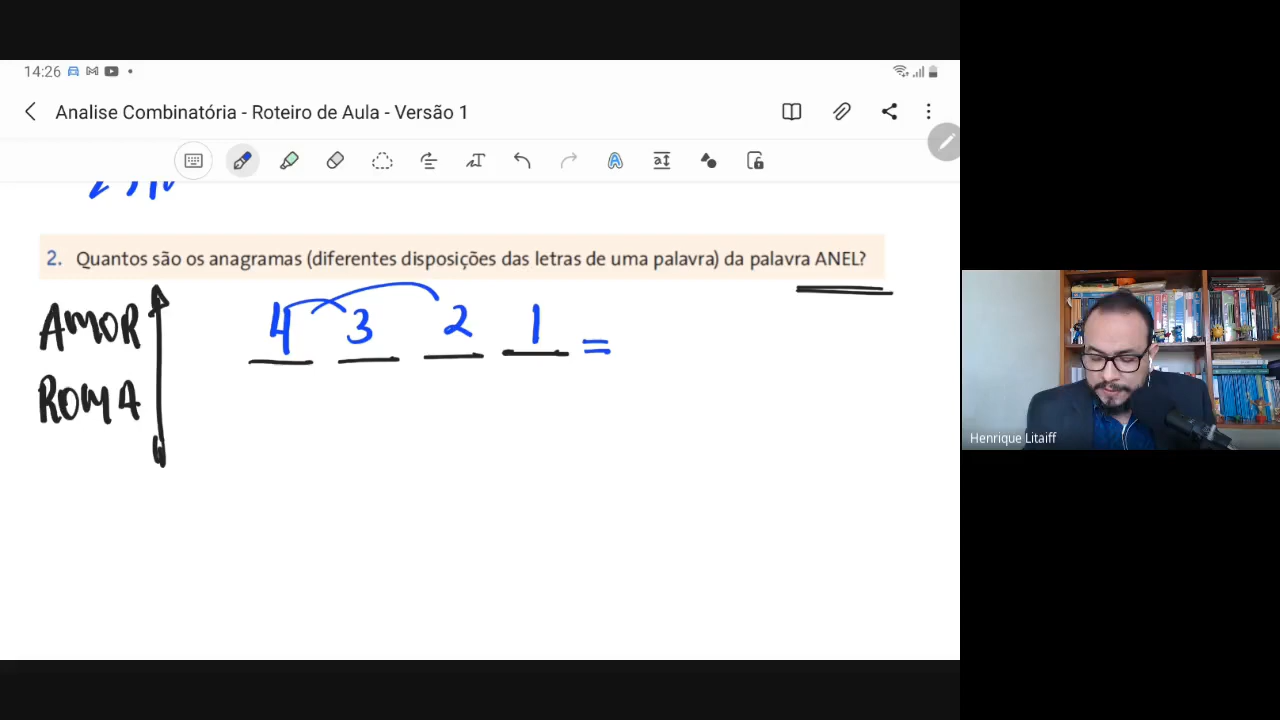 14:26
Analise Combinatória - Roteiro de Aula - Versão 1
2. Quantos são os anagramas (diferentes disposições das letras de uma palavra) da palavra ANEL?
AMOR
4 3 2 1 =
ROMA
Henrique Litaiff